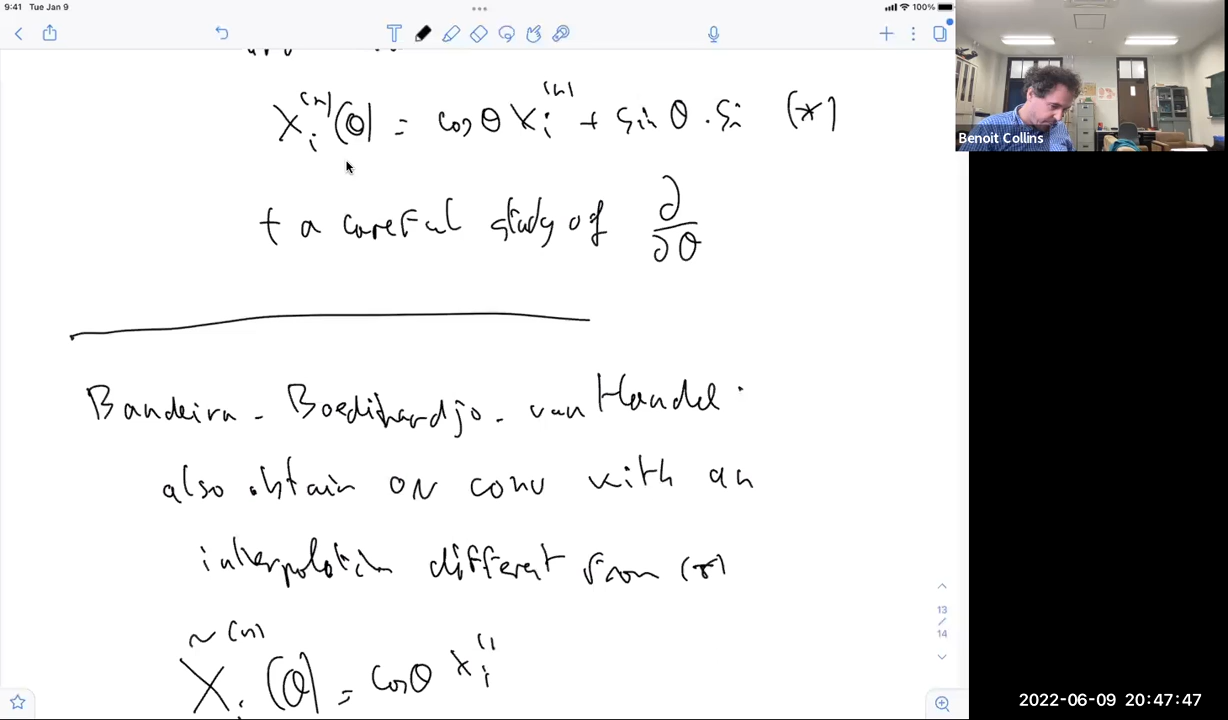 9:41 Tue Jan 9
100%
X_i^{(n)}(θ) = cos θ X_i^{(n)} + sin θ . S_i (*)
+ a careful study of ∂/∂θ
Bandeira - Boedihardjo - van Handel .
also obtain on conv with an
interpolation different from (*)
X̃_i^{(n)}(θ) = cos θ X_i^{(
13
/
14
Benoit Collins
2022-06-09 20:47:47